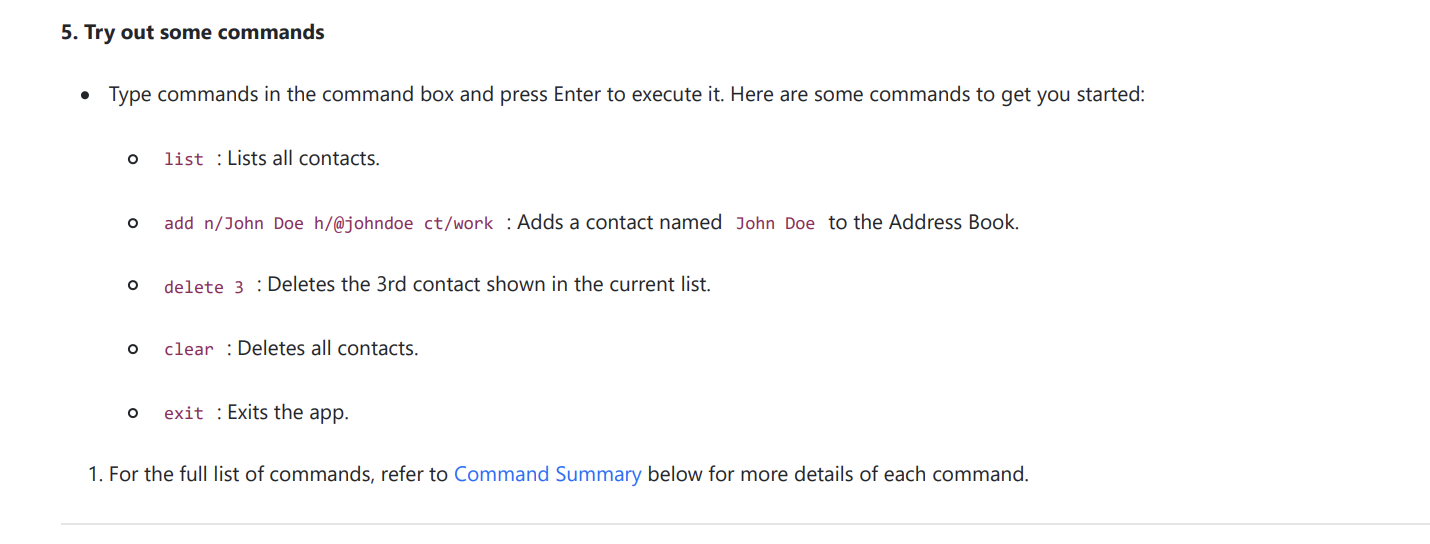 5. Try out some commands
• Type commands in the command box and press Enter to execute it. Here are some commands to get you started:
◦ list : Lists all contacts.
◦ add n/John Doe h/@johndoe ct/work : Adds a contact named John Doe to the Address Book.
◦ delete 3 : Deletes the 3rd contact shown in the current list.
◦ clear : Deletes all contacts.
◦ exit : Exits the app.
1. For the full list of commands, refer to Command Summary below for more details of each command.